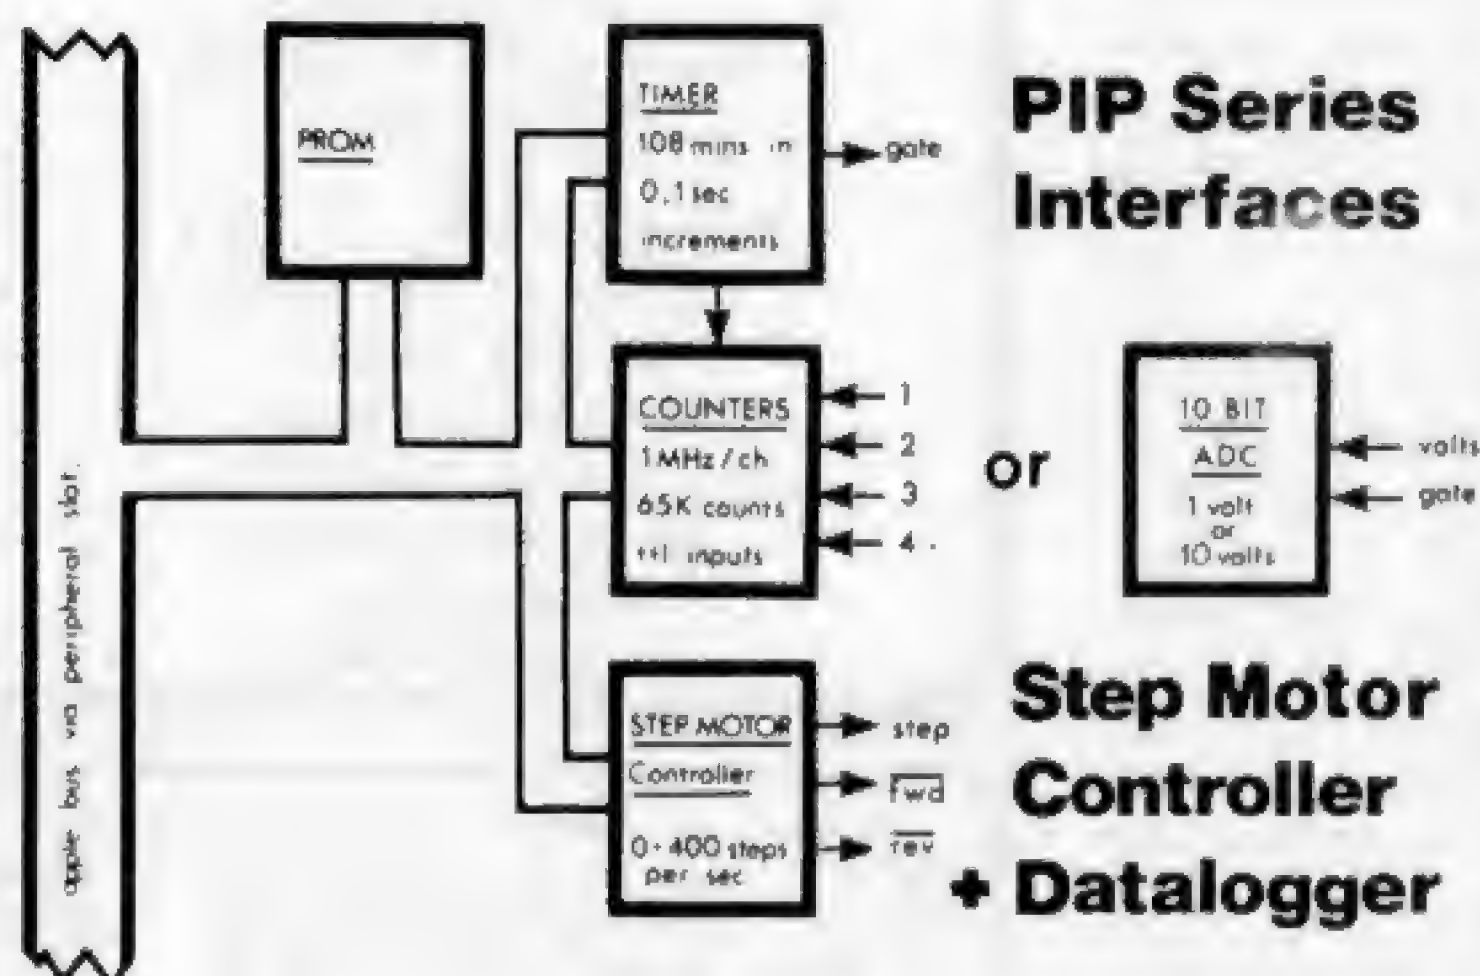 PROM
TIMER
108 mins in
0.1 sec
increments
gate
PIP Series
Interfaces
COUNTERS
1MHz/ch
65K counts
ttl inputs
1
2
3
4.
or
10 BIT
ADC
1 volt
or
10 volts
volts
gate
apple bus via peripheral slot.
STEP MOTOR
Controller
0-400 steps
per sec
step
fwd
rev
Step Motor
Controller
+ Datalogger